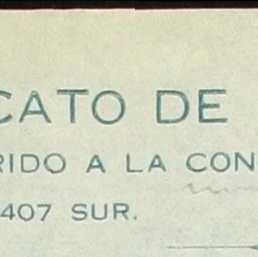 CATO DE
RIDO A LA CON
407 SUR.